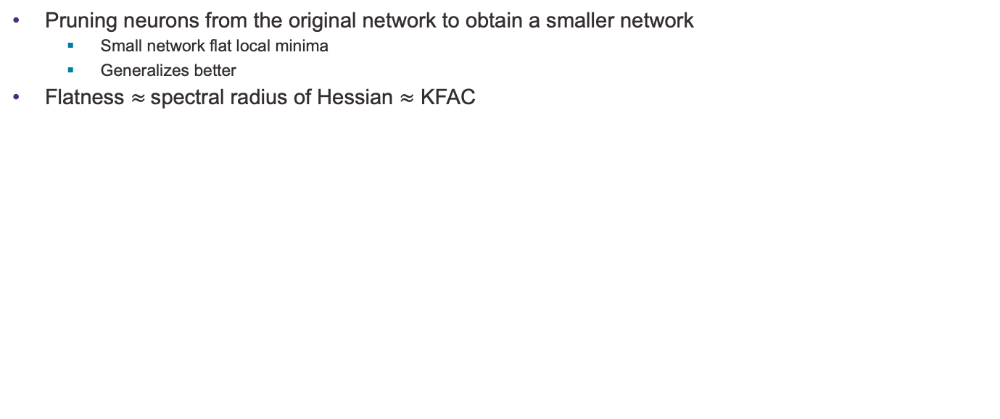 • Pruning neurons from the original network to obtain a smaller network
▪ Small network flat local minima
▪ Generalizes better
• Flatness ≈ spectral radius of Hessian ≈ KFAC